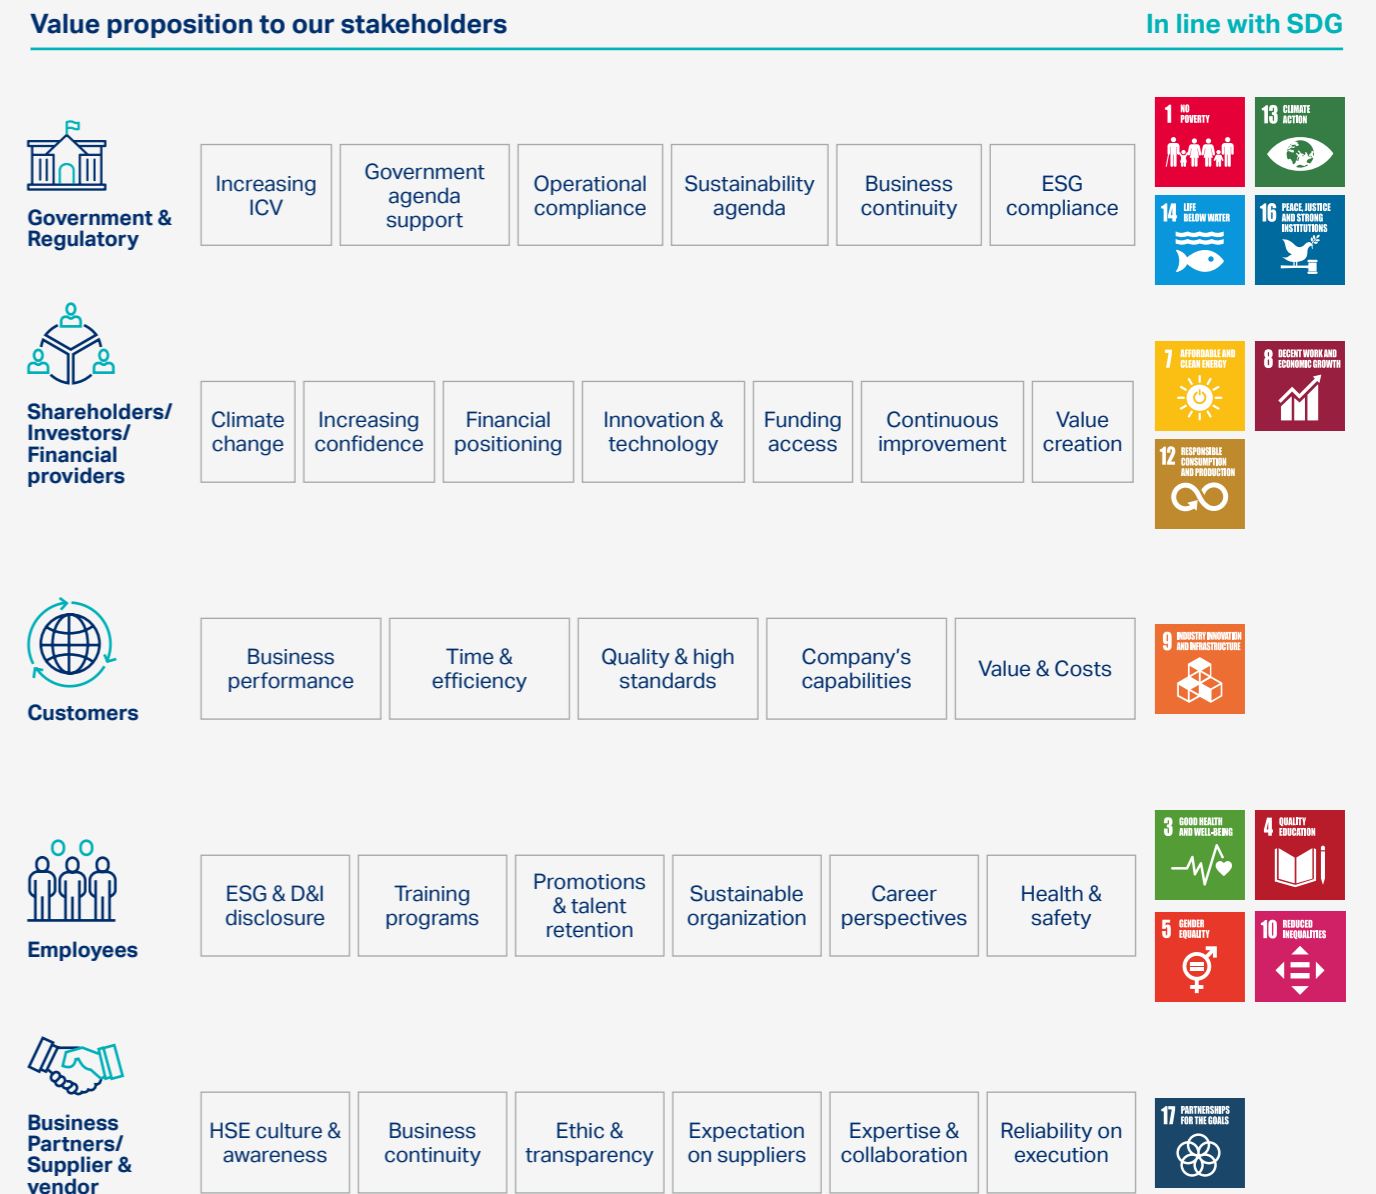 Value proposition to our stakeholders
In line with SDG
Government &
Regulatory
Increasing
ICV
Government
agenda
support
Operational
compliance
Sustainability
agenda
Business
continuity
ESG
compliance
1 NO
POVERTY
13 CLIMATE
ACTION
14 LIFE
BELOW WATER
16 PEACE, JUSTICE
AND STRONG
INSTITUTIONS
Shareholders/
Investors/
Financial
providers
Climate
change
Increasing
confidence
Financial
positioning
Innovation &
technology
Funding
access
Continuous
improvement
Value
creation
7 AFFORDABLE AND
CLEAN ENERGY
8 DECENT WORK AND
ECONOMIC GROWTH
12 RESPONSIBLE
CONSUMPTION
AND PRODUCTION
Customers
Business
performance
Time &
efficiency
Quality & high
standards
Company's
capabilities
Value & Costs
9 INDUSTRY INNOVATION
AND INFRASTRUCTURE
Employees
ESG & D&I
disclosure
Training
programs
Promotions
& talent
retention
Sustainable
organization
Career
perspectives
Health &
safety
3 GOOD HEALTH
AND WELL-BEING
4 QUALITY
EDUCATION
5 GENDER
EQUALITY
10 REDUCED
INEQUALITIES
Business
Partners/
Supplier &
vendor
HSE culture &
awareness
Business
continuity
Ethic &
transparency
Expectation
on suppliers
Expertise &
collaboration
Reliability on
execution
17 PARTNERSHIPS
FOR THE GOALS